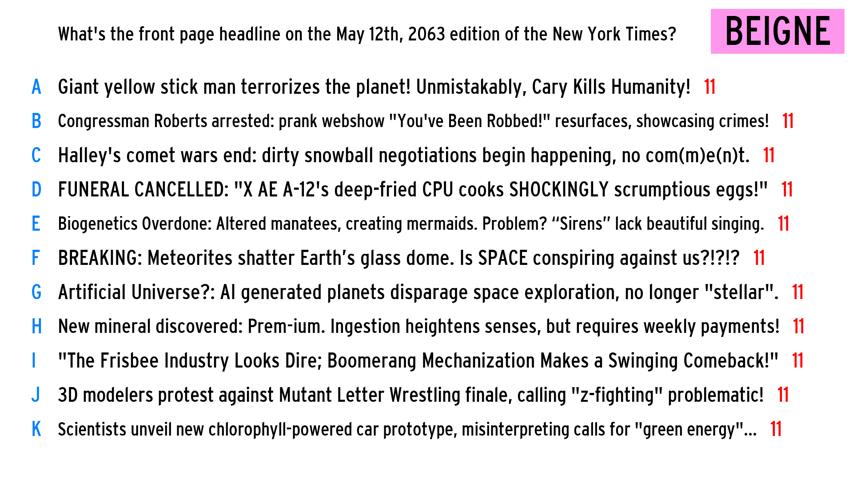 What's the front page headline on the May 12th, 2063 edition of the New York Times? BEIGNE
A Giant yellow stick man terrorizes the planet! Unmistakably, Cary Kills Humanity! 11
B Congressman Roberts arrested: prank webshow "You've Been Robbed!" resurfaces, showcasing crimes! 11
C Halley's comet wars end: dirty snowball negotiations begin happening, no com(m)e(n)t. 11
D FUNERAL CANCELLED: "X AE A-12's deep-fried CPU cooks SHOCKINGLY scrumptious eggs!" 11
E Biogenetics Overdone: Altered manatees, creating mermaids. Problem? “Sirens” lack beautiful singing. 11
F BREAKING: Meteorites shatter Earth’s glass dome. Is SPACE conspiring against us?!?!? 11
G Artificial Universe?: AI generated planets disparage space exploration, no longer "stellar". 11
H New mineral discovered: Prem-ium. Ingestion heightens senses, but requires weekly payments! 11
I "The Frisbee Industry Looks Dire; Boomerang Mechanization Makes a Swinging Comeback!" 11
J 3D modelers protest against Mutant Letter Wrestling finale, calling "z-fighting" problematic! 11
K Scientists unveil new chlorophyll-powered car prototype, misinterpreting calls for "green energy"... 11